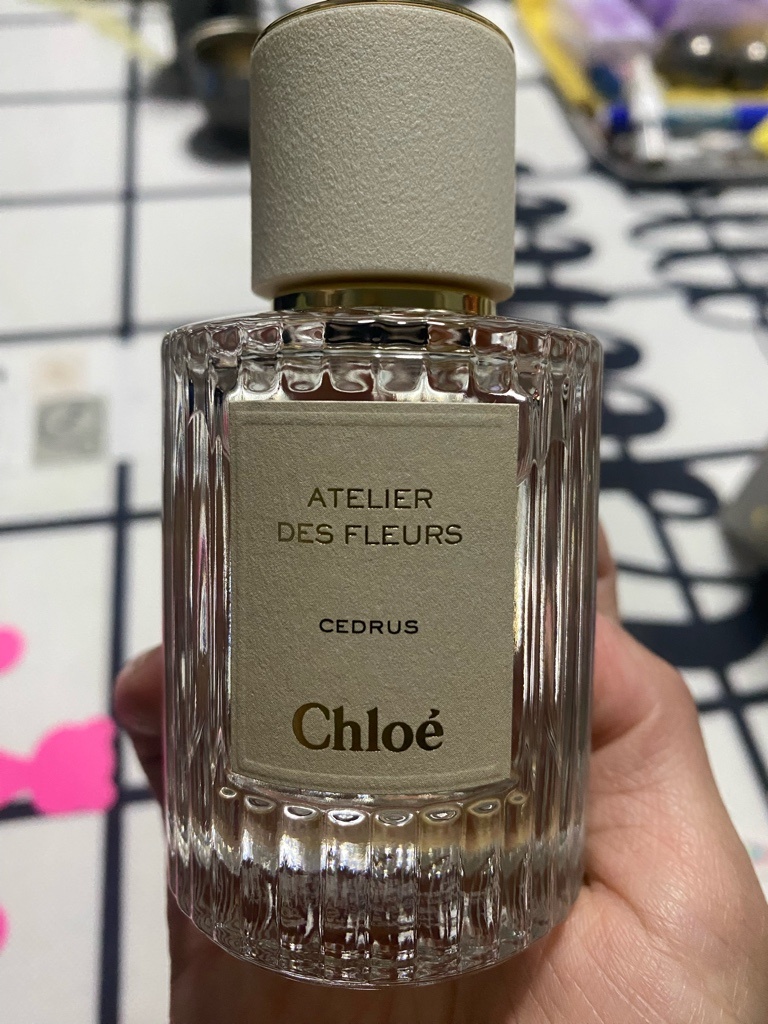 ATELIER
DES FLEURS
CEDRUS
Chloé